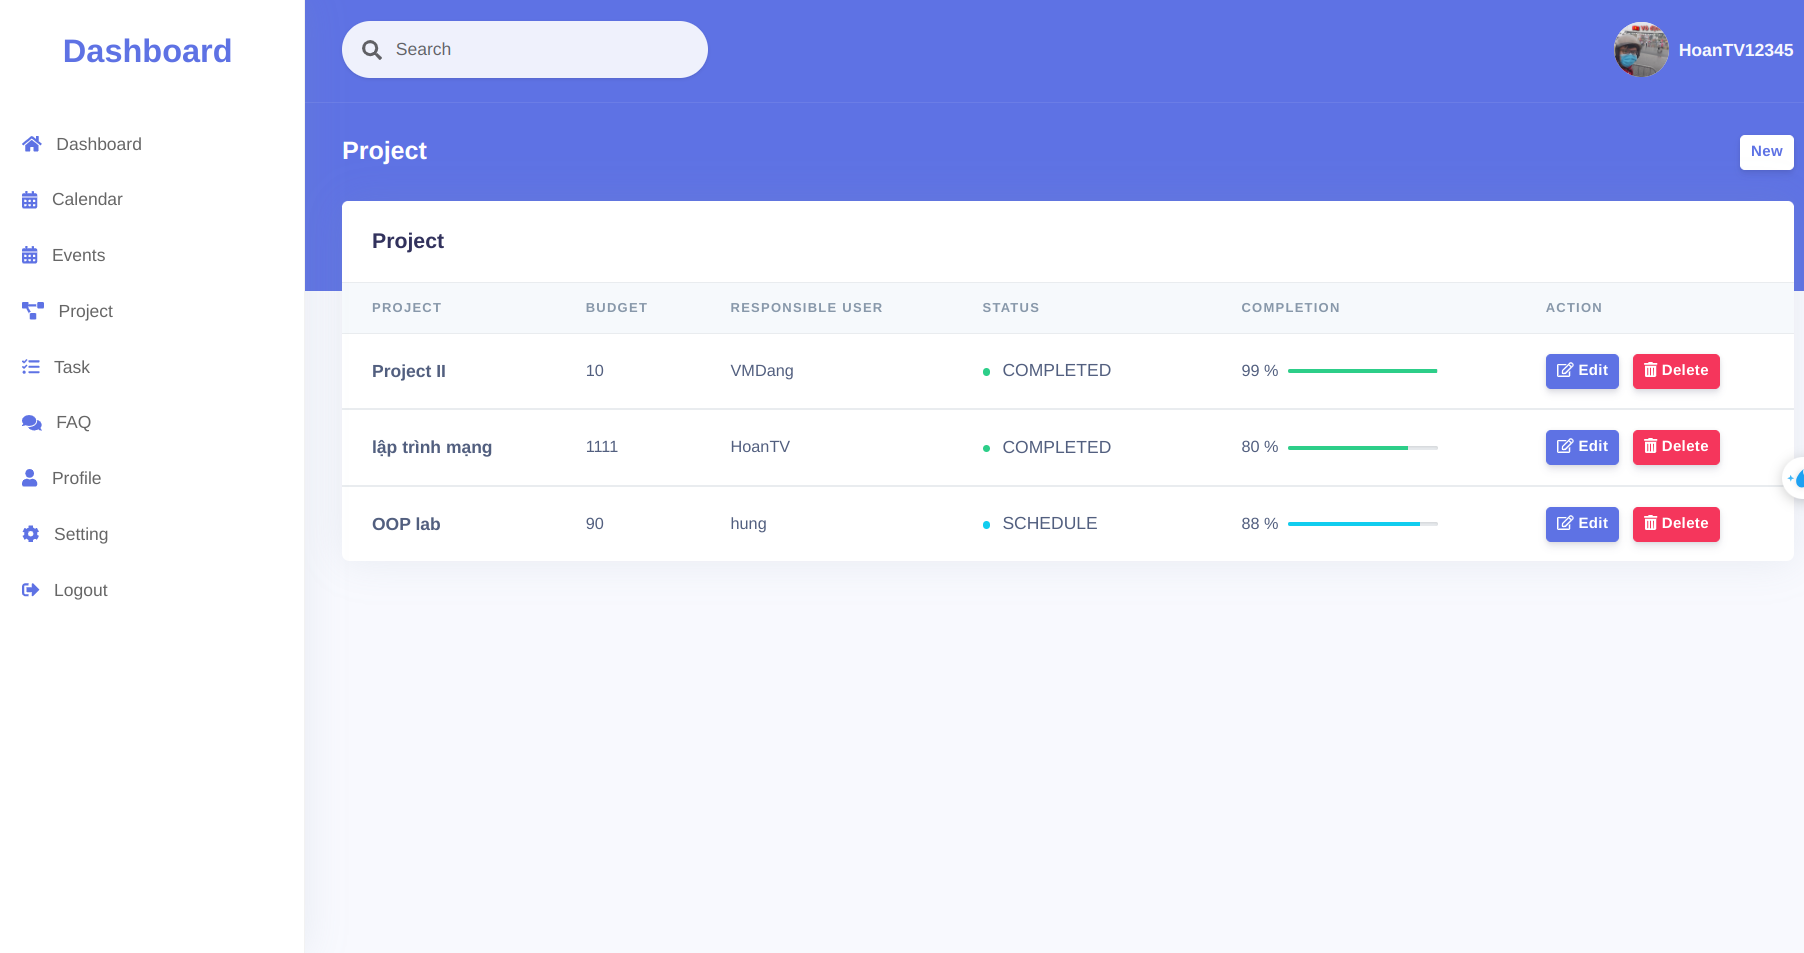 Dashboard
Search
HoanTV12345
Dashboard
Calendar
Events
Project
Task
FAQ
Profile
Setting
Logout
Project
New
Project
PROJECT BUDGET RESPONSIBLE USER STATUS COMPLETION ACTION
Project II 10 VMDang COMPLETED 99 % Edit Delete
lập trình mạng 1111 HoanTV COMPLETED 80 % Edit Delete
OOP lab 90 hung SCHEDULE 88 % Edit Delete